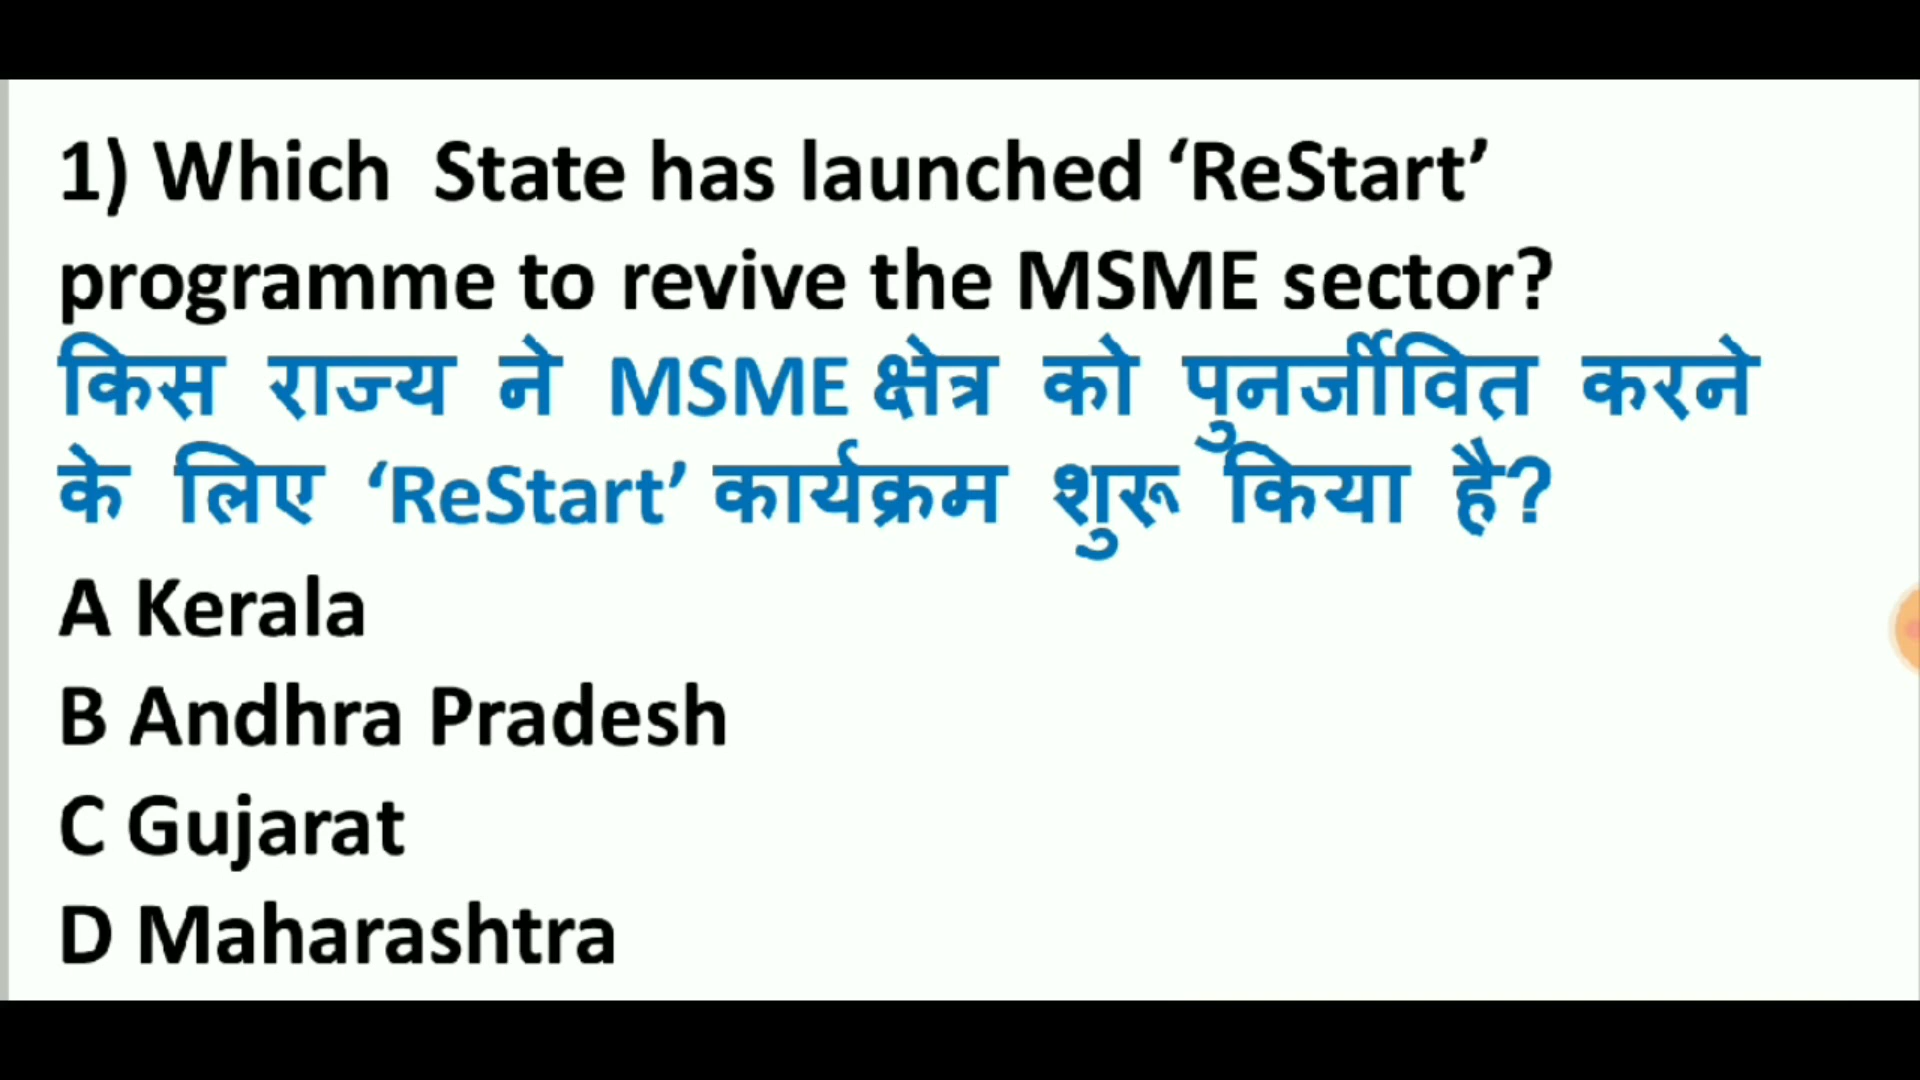 1) Which State has launched ‘ReStart’
programme to revive the MSME sector?
किस राज्य ने MSME क्षेत्र को पुनर्जीवित करने
के लिए ‘ReStart’ कार्यक्रम शुरू किया है?
A Kerala
B Andhra Pradesh
C Gujarat
D Maharashtra